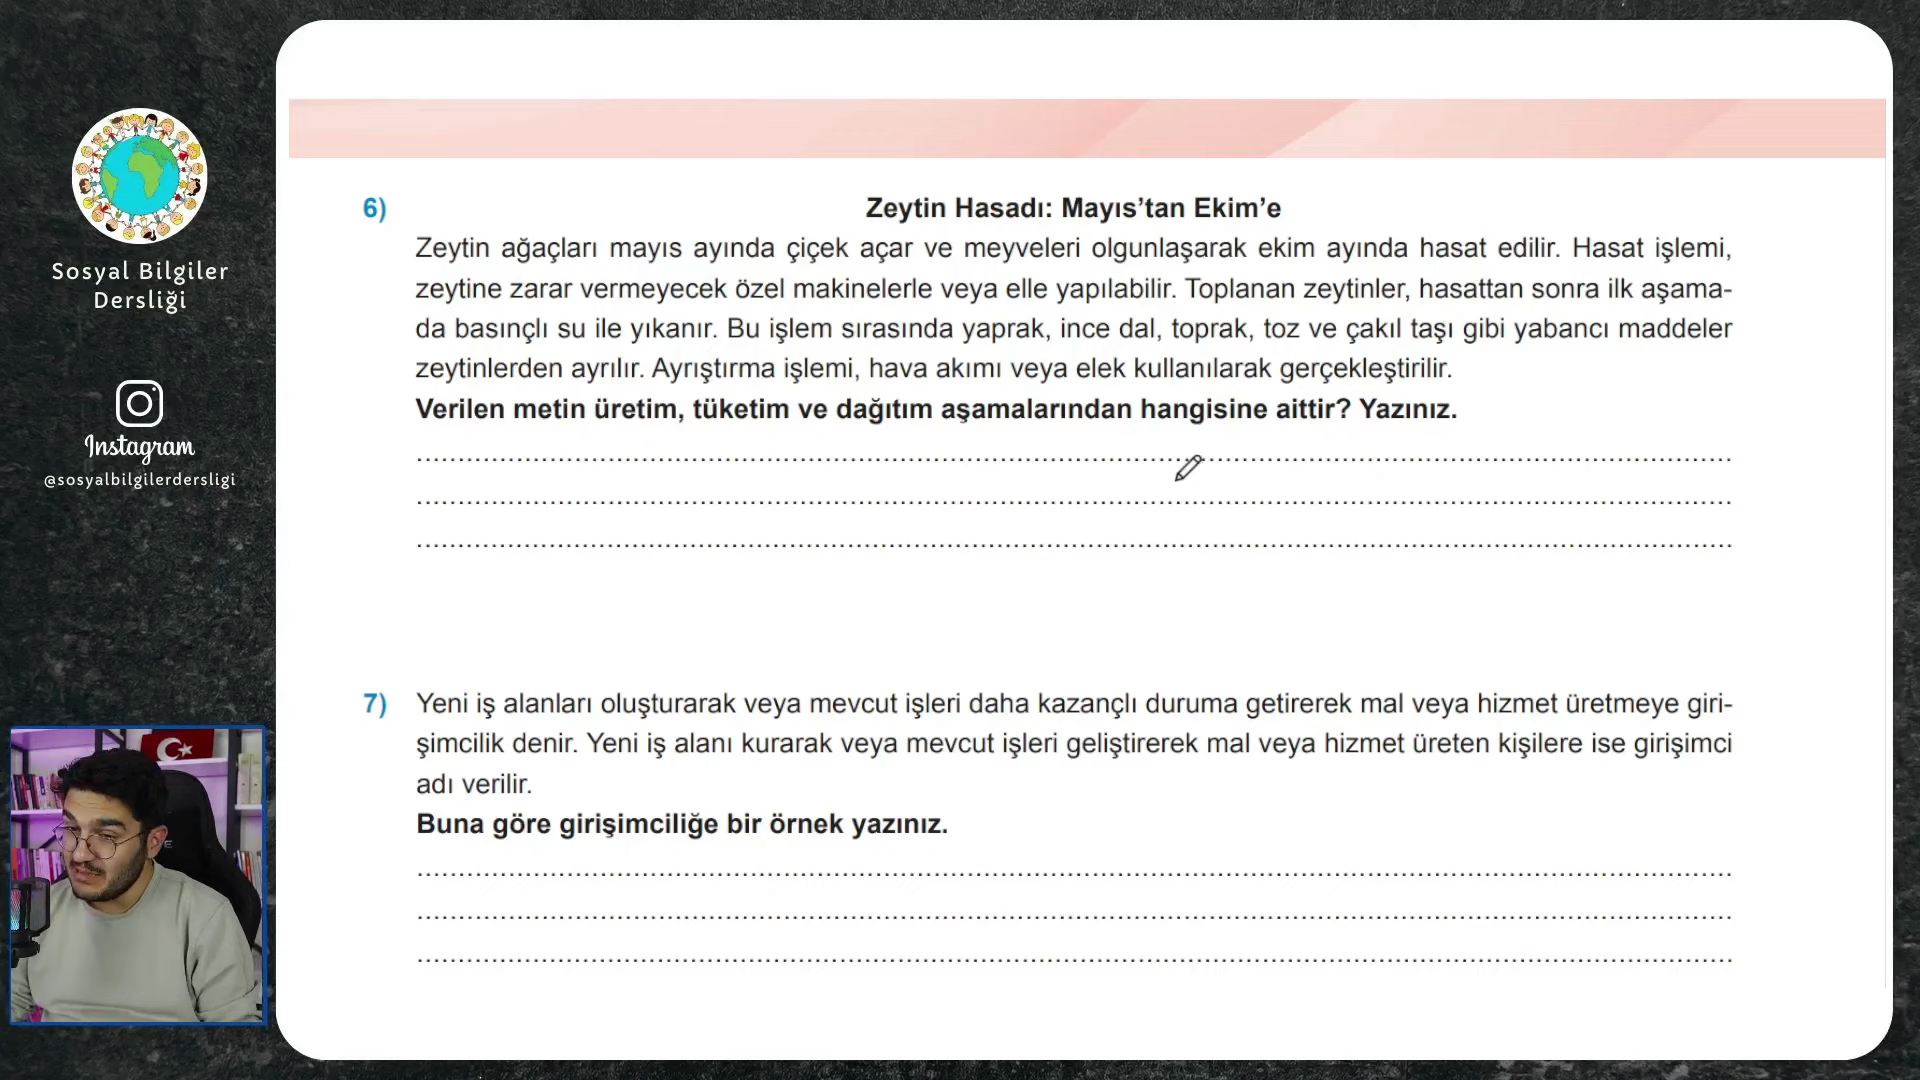 Sosyal Bilgiler
Dersliği
Instagram
@sosyalbilgilerdersligi
6)
Zeytin Hasadı: Mayıs’tan Ekim’e
Zeytin ağaçları mayıs ayında çiçek açar ve meyveleri olgunlaşarak ekim ayında hasat edilir. Hasat işlemi,
zeytine zarar vermeyecek özel makinelerle veya elle yapılabilir. Toplanan zeytinler, hasattan sonra ilk aşama-
da basınçlı su ile yıkanır. Bu işlem sırasında yaprak, ince dal, toprak, toz ve çakıl taşı gibi yabancı maddeler
zeytinlerden ayrılır. Ayrıştırma işlemi, hava akımı veya elek kullanılarak gerçekleştirilir.
Verilen metin üretim, tüketim ve dağıtım aşamalarından hangisine aittir? Yazınız.
7)
Yeni iş alanları oluşturarak veya mevcut işleri daha kazançlı duruma getirerek mal veya hizmet üretmeye giri-
şimcilik denir. Yeni iş alanı kurarak veya mevcut işleri geliştirerek mal veya hizmet üreten kişilere ise girişimci
adı verilir.
Buna göre girişimciliğe bir örnek yazınız.